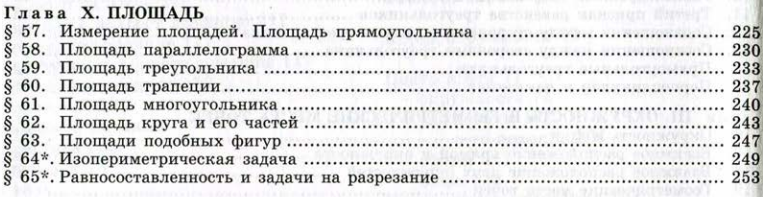 Глава X. ПЛОЩАДЬ
§ 57. Измерение площадей. Площадь прямоугольника ........ 225
§ 58. Площадь параллелограмма ........ 230
§ 59. Площадь треугольника ........ 233
§ 60. Площадь трапеции ........ 237
§ 61. Площадь многоугольника ........ 240
§ 62. Площадь круга и его частей ........ 243
§ 63. Площади подобных фигур ........ 247
§ 64*. Изопериметрическая задача ........ 249
§ 65*. Равносоставленность и задачи на разрезание ........ 253